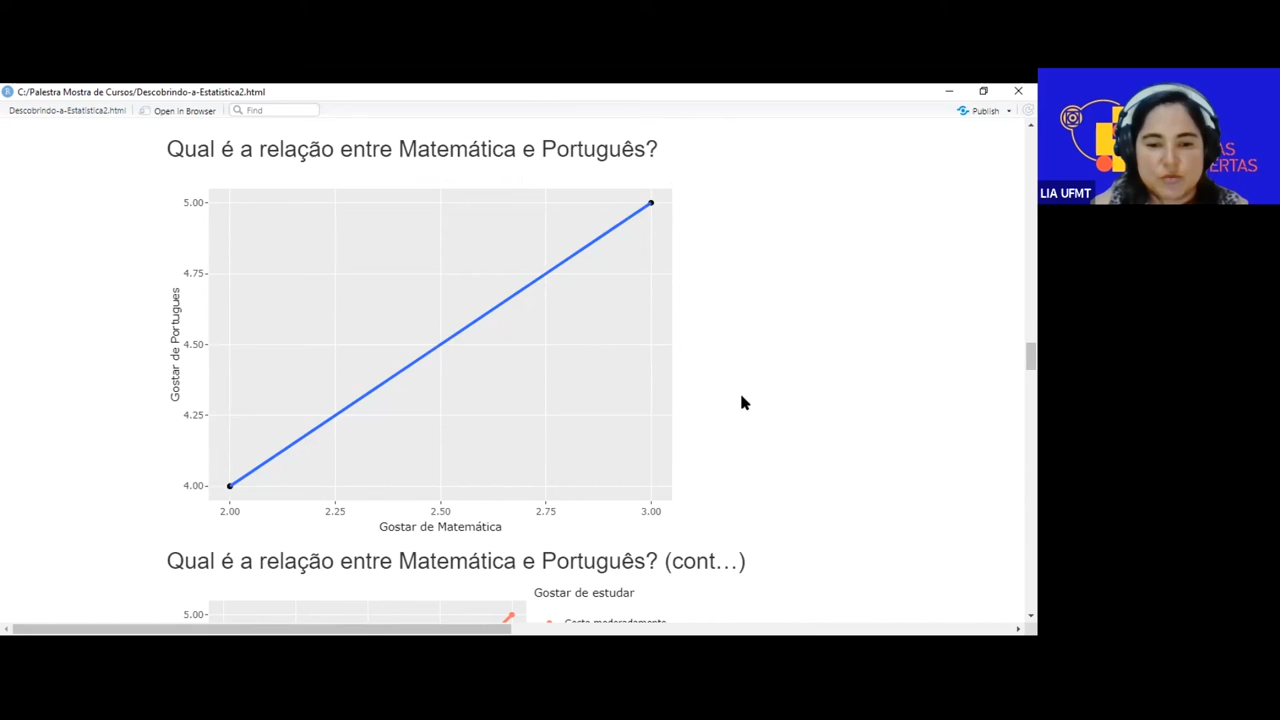 C:/Palestra Mostra de Cursos/Descobrindo-a-Estatistica2.html
Descobrindo-a-Estatistica2.html
Open in Browser
Find
Publish
Qual é a relação entre Matemática e Português?
5.00
4.75
4.50
4.25
4.00
Gostar de Portugues
2.00 2.25 2.50 2.75 3.00
Gostar de Matemática
Qual é a relação entre Matemática e Português? (cont...)
Gostar de estudar
5.00
Gosto moderadamente
LIA UFMT